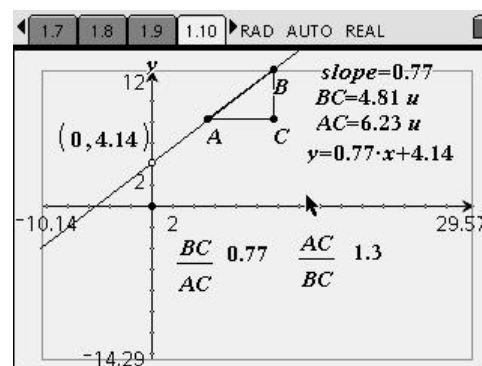 1.7 1.8 1.9 1.10 RAD AUTO REAL
y
12
slope=0.77
B
BC=4.81 u
AC=6.23 u
(0,4.14)
A
C
y=0.77·x+4.14
2
-10.14
2
29.57
BC
AC
0.77
AC
BC
1.3
-14.29